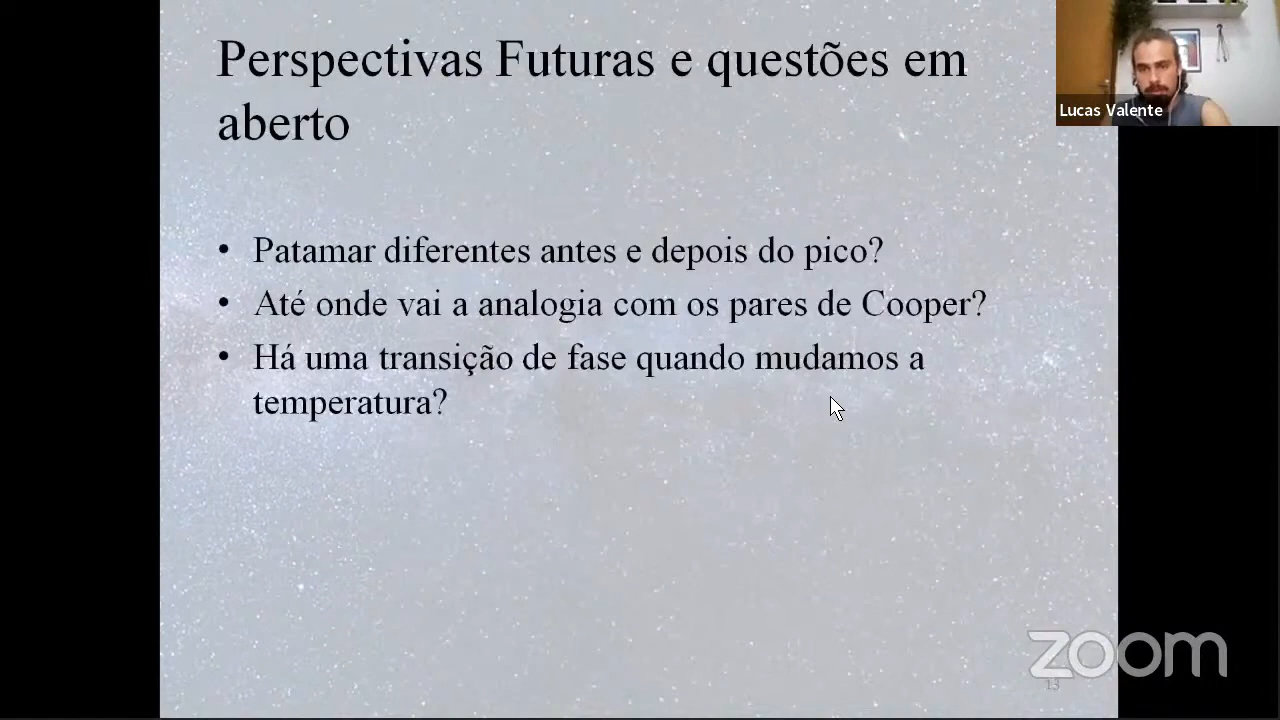 Perspectivas Futuras e questões em
aberto
Lucas Valente
• Patamar diferentes antes e depois do pico?
• Até onde vai a analogia com os pares de Cooper?
• Há uma transição de fase quando mudamos a
temperatura?
zoom
13